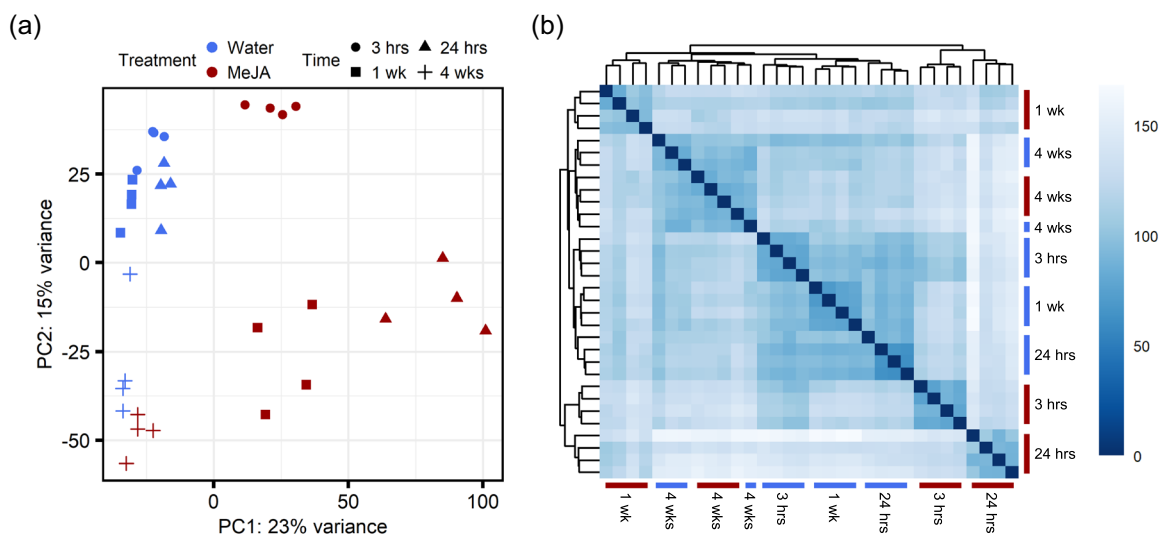 (a)
Treatment Water MeJA
Time 3 hrs 24 hrs 1 wk 4 wks
25
0
-25
-50
PC2: 15% variance
0 50 100
PC1: 23% variance
(b)
1 wk
4 wks
4 wks
4 wks
3 hrs
1 wk
24 hrs
3 hrs
24 hrs
1 wk 4 wks 4 wks 4 wks 3 hrs 1 wk 24 hrs 3 hrs 24 hrs
150
100
50
0